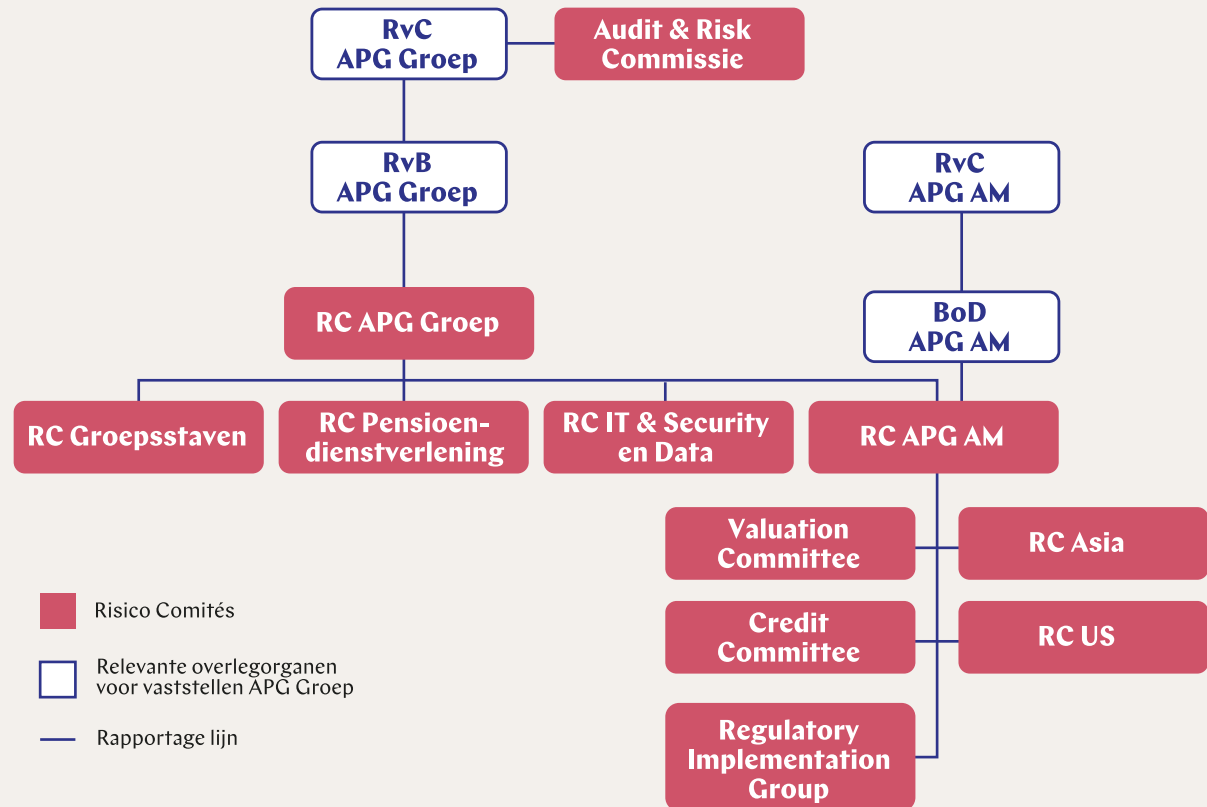 RvC
APG Groep
Audit & Risk
Commissie
RvB
APG Groep
RvC
APG AM
RC APG Groep
BoD
APG AM
RC Groepsstaven
RC Pensioen-
dienstverlening
RC IT & Security
en Data
RC APG AM
Valuation
Committee
RC Asia
Credit
Committee
RC US
Regulatory
Implementation
Group
Risico Comités
Relevante overlegorganen
voor vaststellen APG Groep
Rapportage lijn